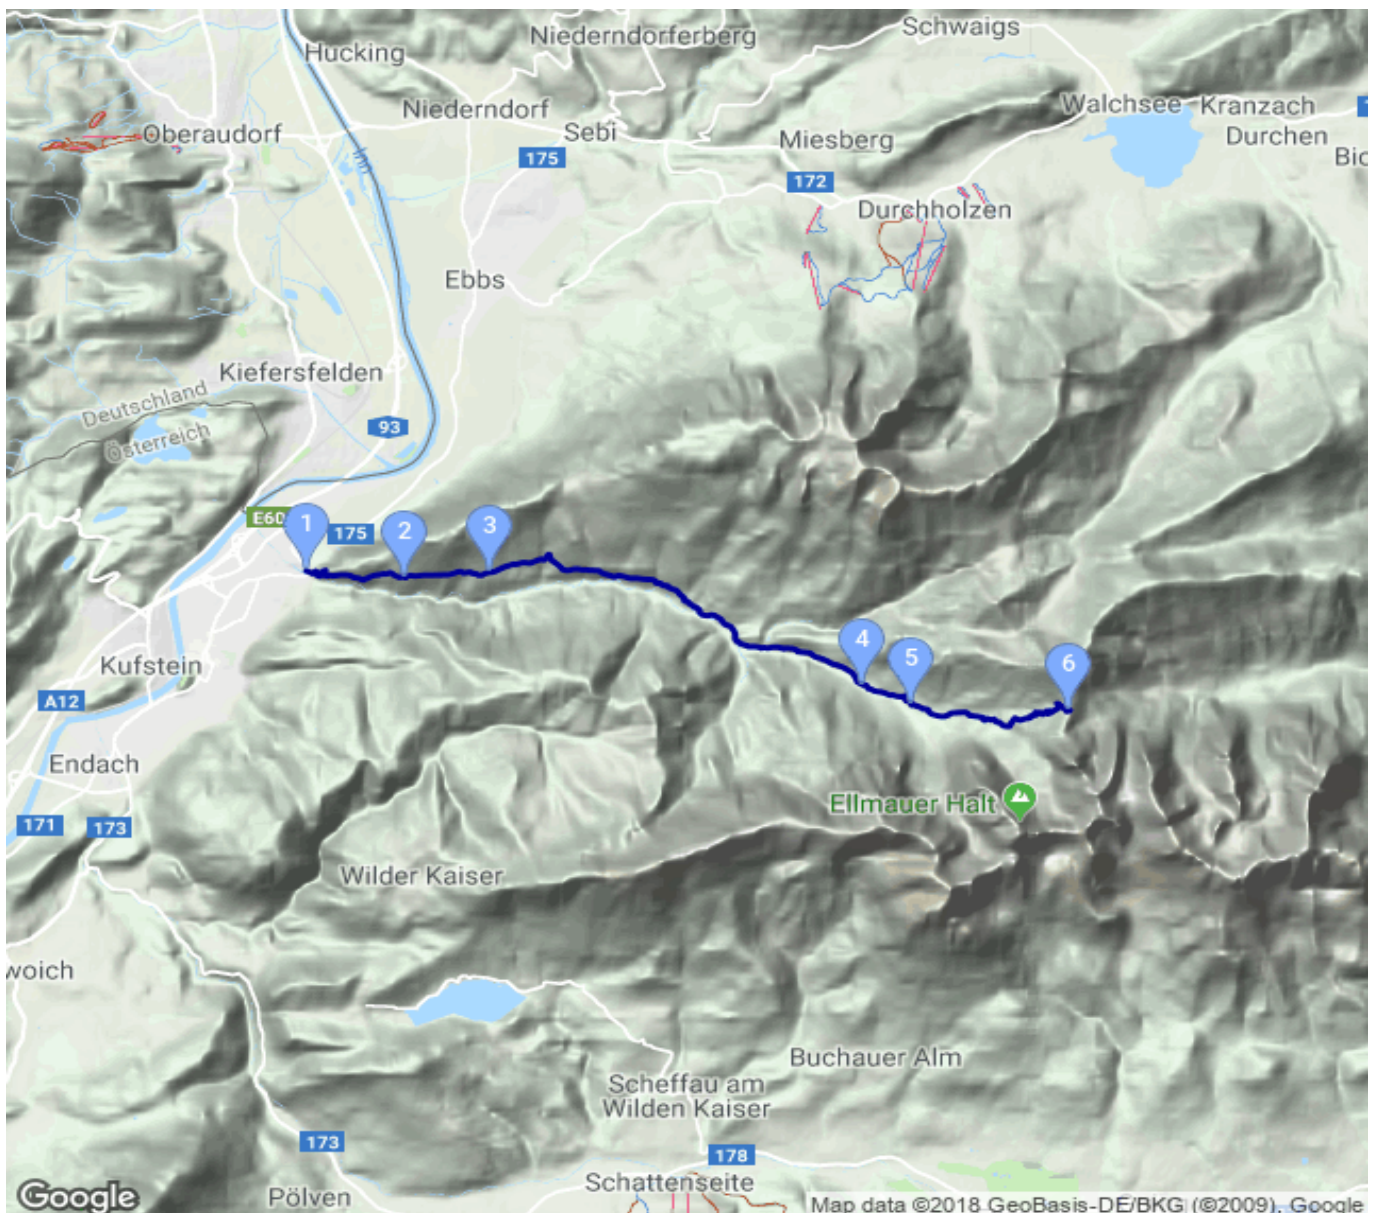 Schwaigs
Niederndorferberg
Hucking
Niederndorf
Walchsee
Kranzach
Sebi
Oberaudorf
Miesberg
Durchen
175
172
Inn
Durchholzen
Ebbs
Kiefersfelden
Deutschland
Österreich
93
1
175
2
3
4
5
6
Kufstein
A12
Endach
Ellmauer Halt
171
173
Wilder Kaiser
Buchauer Alm
Scheffau am
Wilden Kaiser
173
178
Schattenseite
Pölven
Google
Map data ©2018 GeoBasis-DE/BKG (©2009), Google